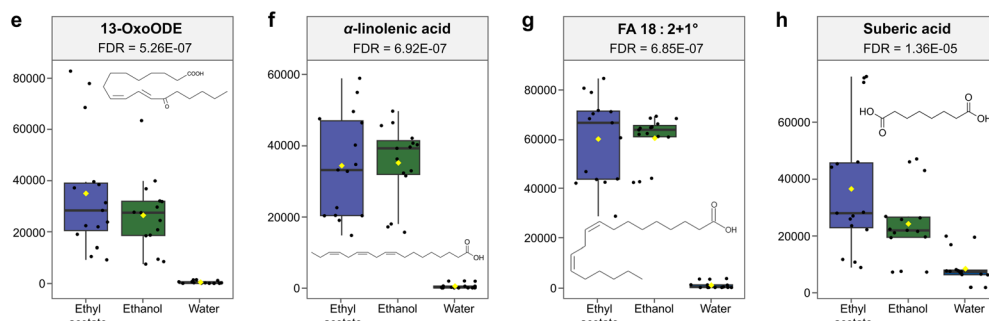 e
13-OxoODE
FDR = 5.26E-07
80000
60000
40000
20000
0
COOH
O
Ethyl
acetate
Ethanol
Water
f
α-linolenic acid
FDR = 6.92E-07
60000
40000
20000
0
O
OH
Ethyl
Ethanol
Water
g
FA 18 : 2+1°
FDR = 6.85E-07
80000
60000
40000
20000
0
O
OH
Ethyl
Ethanol
Water
h
Suberic acid
FDR = 1.36E-05
60000
40000
20000
0
HO
O
O
OH
Ethyl
Ethanol
Water